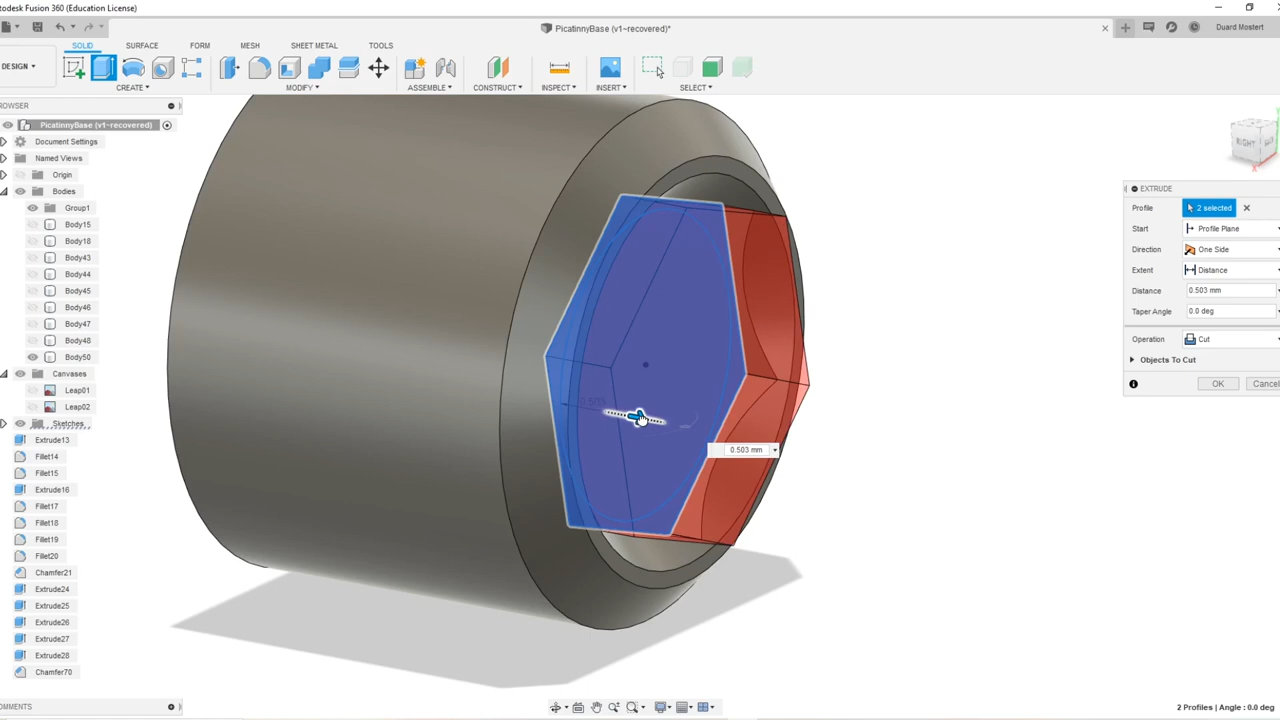 utodesk Fusion 360 (Education License)
PicatinnyBase (v1~recovered)*
Duard Mostert
SOLID SURFACE FORM MESH SHEET METAL TOOLS
DESIGN
CREATE MODIFY ASSEMBLE CONSTRUCT INSPECT INSERT SELECT
BROWSER
PicatinnyBase (v1~recovered)
Document Settings
Named Views
Origin
Bodies
Group1
Body15
Body18
Body43
Body44
Body45
Body46
Body47
Body48
Body50
Canvases
Leap01
Leap02
Sketches
Extrude13
Fillet14
Fillet15
Extrude16
Fillet17
Fillet18
Fillet19
Fillet20
Chamfer21
Extrude24
Extrude25
Extrude26
Extrude27
Extrude28
Chamfer70
OMMENTS
RIGHT
EXTRUDE
Profile 2 selected
Start Profile Plane
Direction One Side
Extent Distance
Distance 0.503 mm
Taper Angle 0.0 deg
Operation Cut
Objects To Cut
OK Cancel
0.503
0.503 mm
2 Profiles | Angle : 0.0 deg